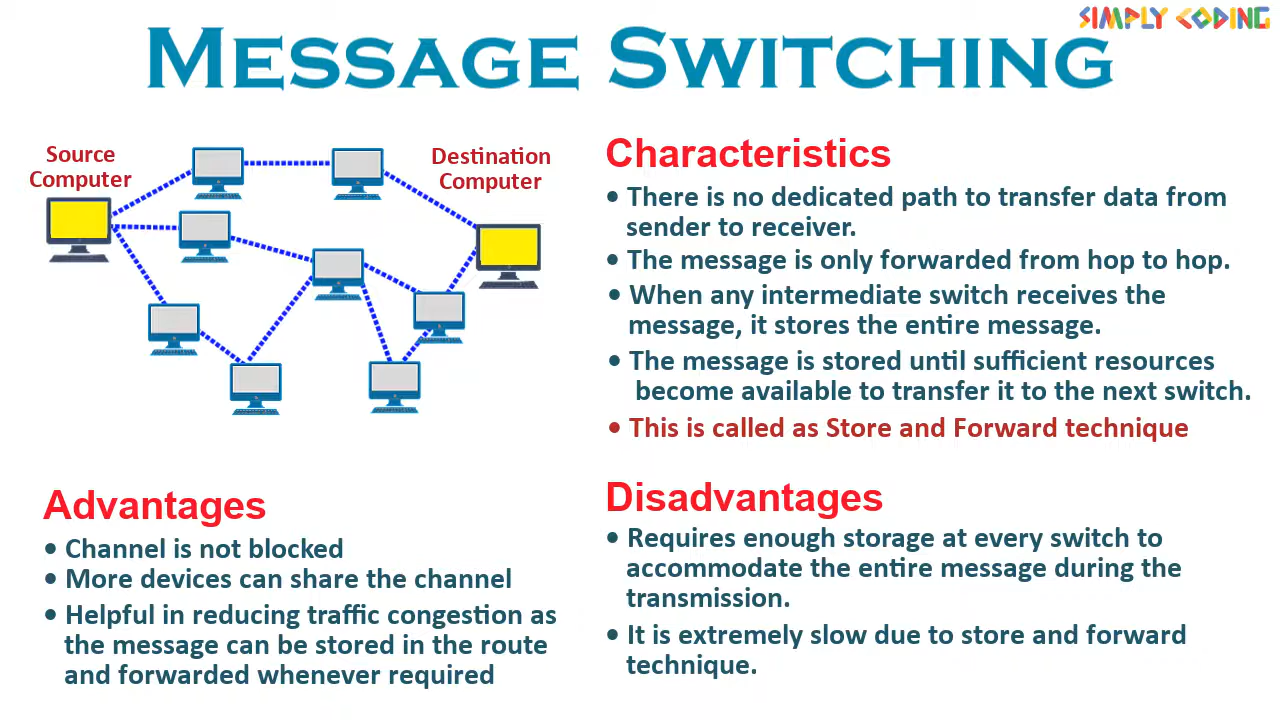 SIMPLY CODING
MESSAGE SWITCHING
Source
Computer
Destination
Computer
Characteristics
• There is no dedicated path to transfer data from
sender to receiver.
• The message is only forwarded from hop to hop.
• When any intermediate switch receives the
message, it stores the entire message.
• The message is stored until sufficient resources
become available to transfer it to the next switch.
• This is called as Store and Forward technique
Advantages
• Channel is not blocked
• More devices can share the channel
• Helpful in reducing traffic congestion as
the message can be stored in the route
and forwarded whenever required
Disadvantages
• Requires enough storage at every switch to
accommodate the entire message during the
transmission.
• It is extremely slow due to store and forward
technique.